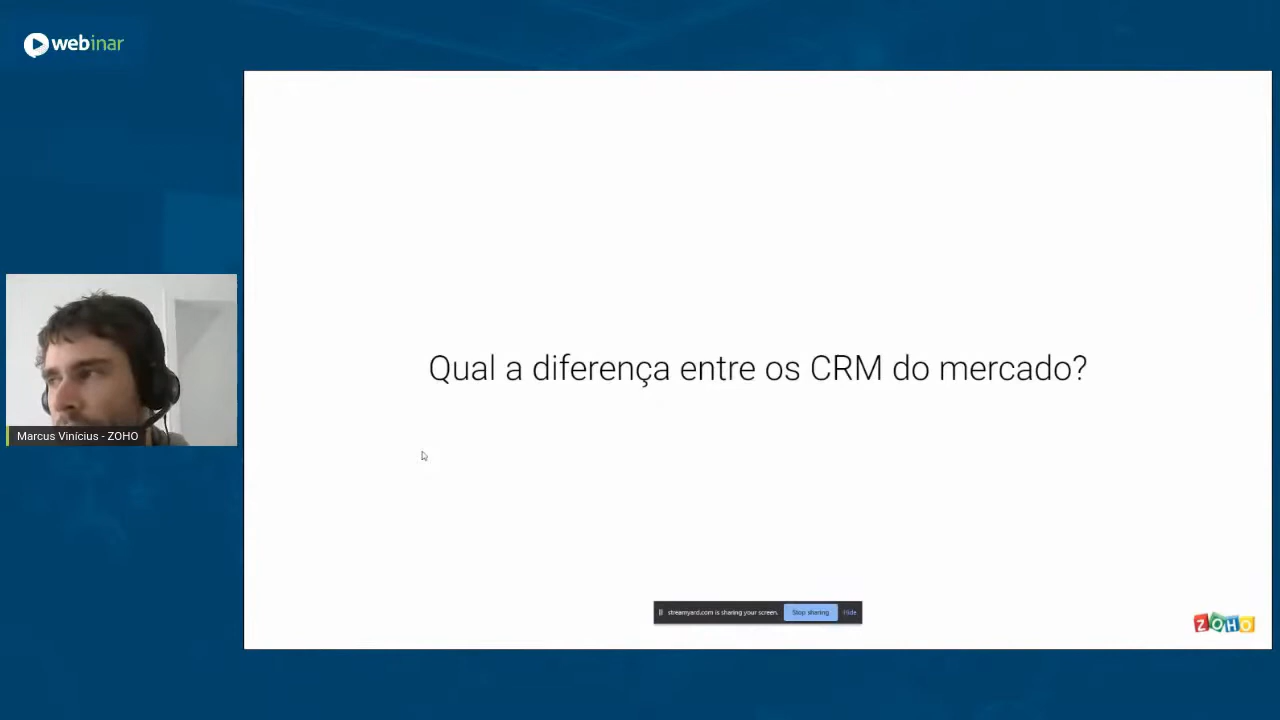 webinar
Qual a diferença entre os CRM do mercado?
Marcus Vinícius - ZOHO
streamyard.com is sharing your screen. Stop sharing Hide
ZOHO